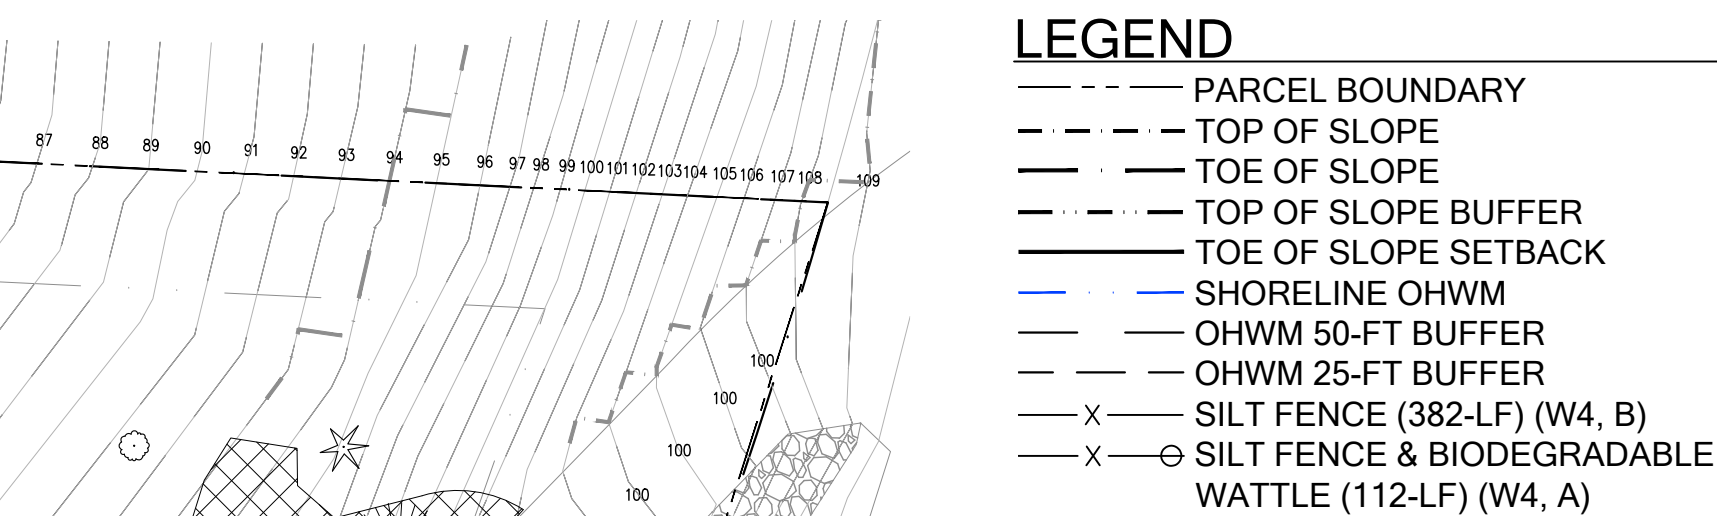 87 88 89 90 91 92 93 94 95 96 97 98 99 100 101 102 103 104 105 106 107 108 109
100
100
100
100
LEGEND
PARCEL BOUNDARY
TOP OF SLOPE
TOE OF SLOPE
TOP OF SLOPE BUFFER
TOE OF SLOPE SETBACK
SHORELINE OHWM
OHWM 50-FT BUFFER
OHWM 25-FT BUFFER
X SILT FENCE (382-LF) (W4, B)
X SILT FENCE & BIODEGRADABLE
WATTLE (112-LF) (W4, A)